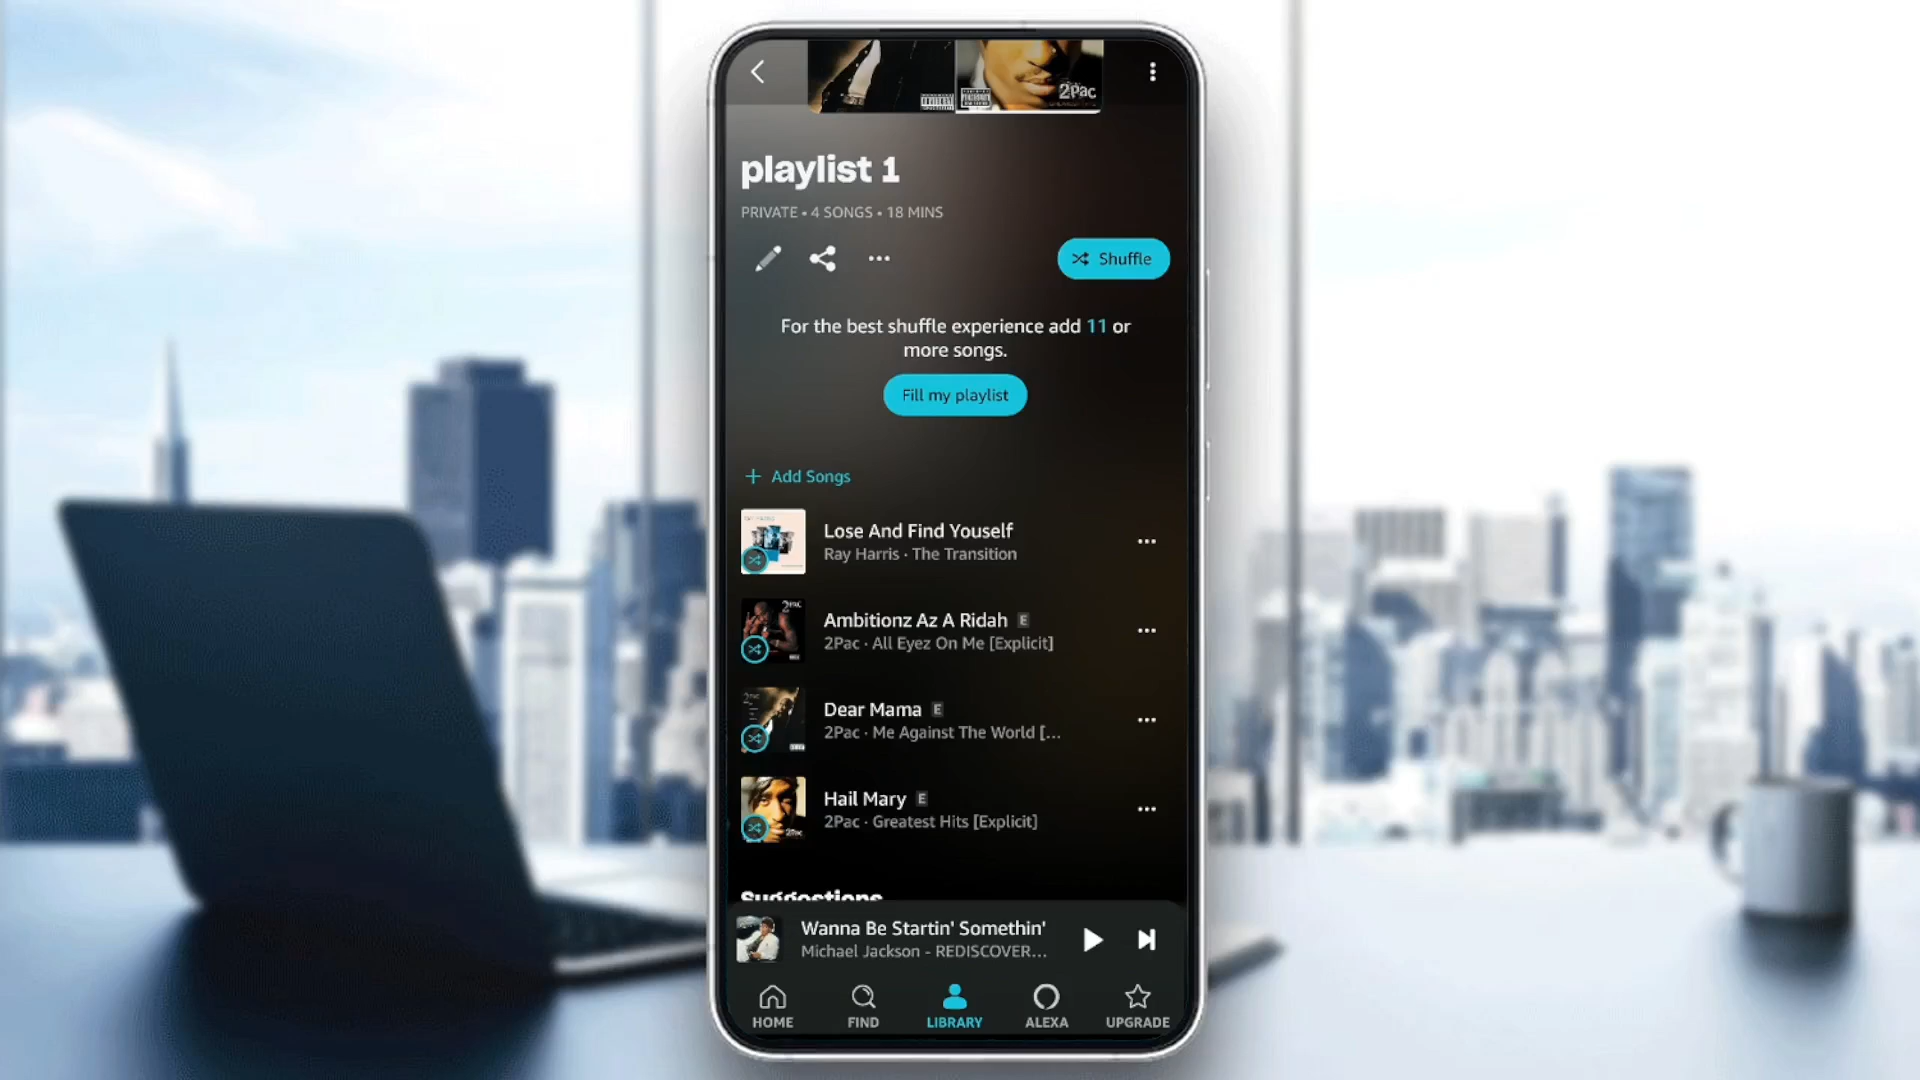 2Pac
playlist 1
PRIVATE • 4 SONGS • 18 MINS
Shuffle
For the best shuffle experience add 11 or
more songs.
Fill my playlist
+ Add Songs
Lose And Find Youself
Ray Harris · The Transition
2PAC
Ambitionz Az A Ridah E
2Pac · All Eyez On Me [Explicit]
Dear Mama E
2Pac · Me Against The World [...
Hail Mary E
2Pac · Greatest Hits [Explicit]
Suggestions
Wanna Be Startin' Somethin'
Michael Jackson - REDISCOVER...
HOME FIND LIBRARY ALEXA UPGRADE